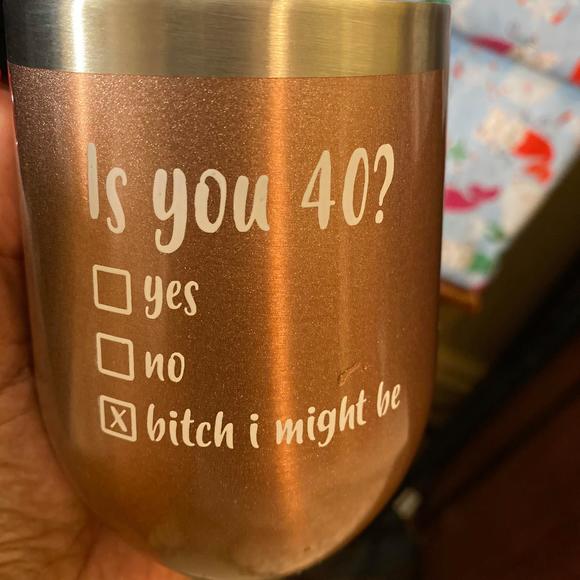 Is you 40?
yes
no
x bitch i might be